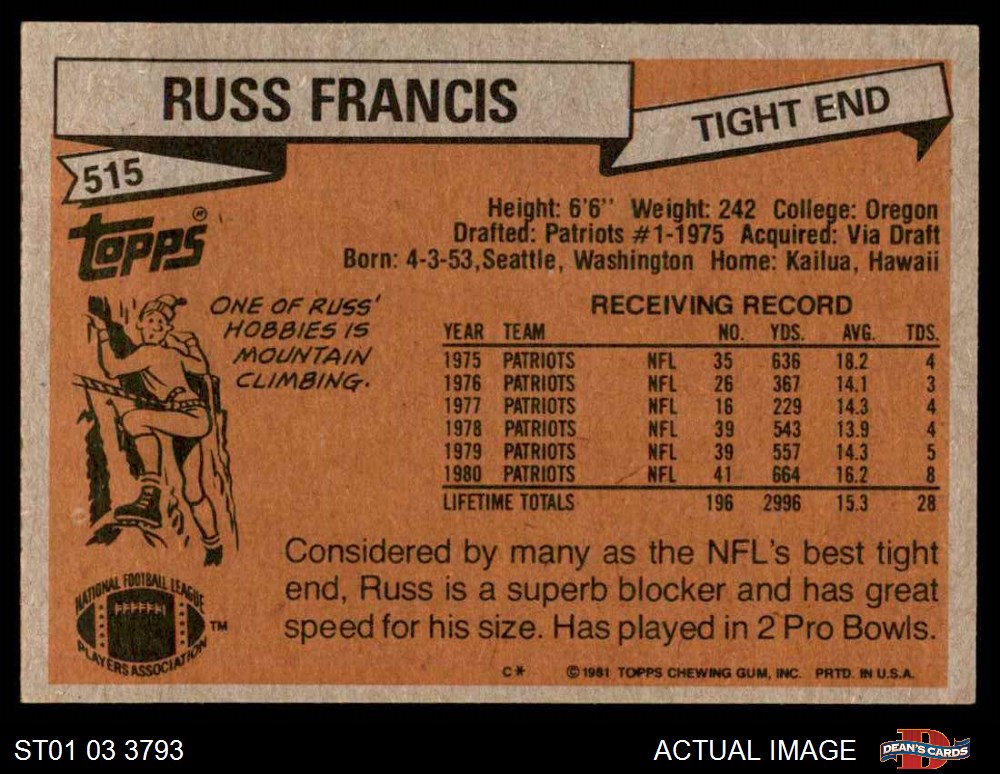 RUSS FRANCIS
TIGHT END
515
TOPPS®
Height: 6'6" Weight: 242 College: Oregon
Drafted: Patriots #1-1975 Acquired: Via Draft
Born: 4-3-53, Seattle, Washington Home: Kailua, Hawaii
ONE OF RUSS'
HOBBIES IS
MOUNTAIN
CLIMBING.
RECEIVING RECORD
YEAR TEAM NO. YDS. AVG. TDS.
1975 PATRIOTS NFL 35 636 18.2 4
1976 PATRIOTS NFL 26 367 14.1 3
1977 PATRIOTS NFL 16 229 14.3 4
1978 PATRIOTS NFL 39 543 13.9 4
1979 PATRIOTS NFL 39 557 14.3 5
1980 PATRIOTS NFL 41 664 16.2 8
LIFETIME TOTALS 196 2996 15.3 28
Considered by many as the NFL's best tight
end, Russ is a superb blocker and has great
speed for his size. Has played in 2 Pro Bowls.
NATIONAL FOOTBALL LEAGUE
PLAYERS ASSOCIATION
TM
C* © 1981 TOPPS CHEWING GUM, INC. PRTD. IN U.S.A.
ST01 03 3793
ACTUAL IMAGE
D
DEAN'S CARDS